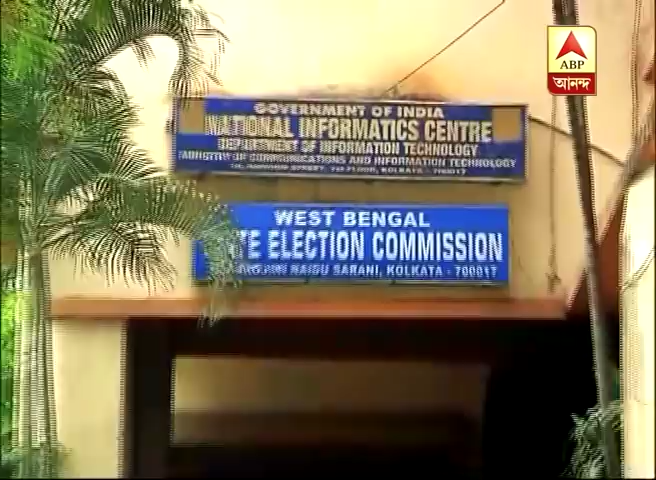 ABP
আনন্দ
GOVERNMENT OF INDIA
NATIONAL INFORMATICS CENTRE
DEPARTMENT OF INFORMATION TECHNOLOGY
MINISTRY OF COMMUNICATIONS AND INFORMATION TECHNOLOGY
KOLKATA - 700017
WEST BENGAL
ELECTION COMMISSION
NAIDU SARANI, KOLKATA - 700017